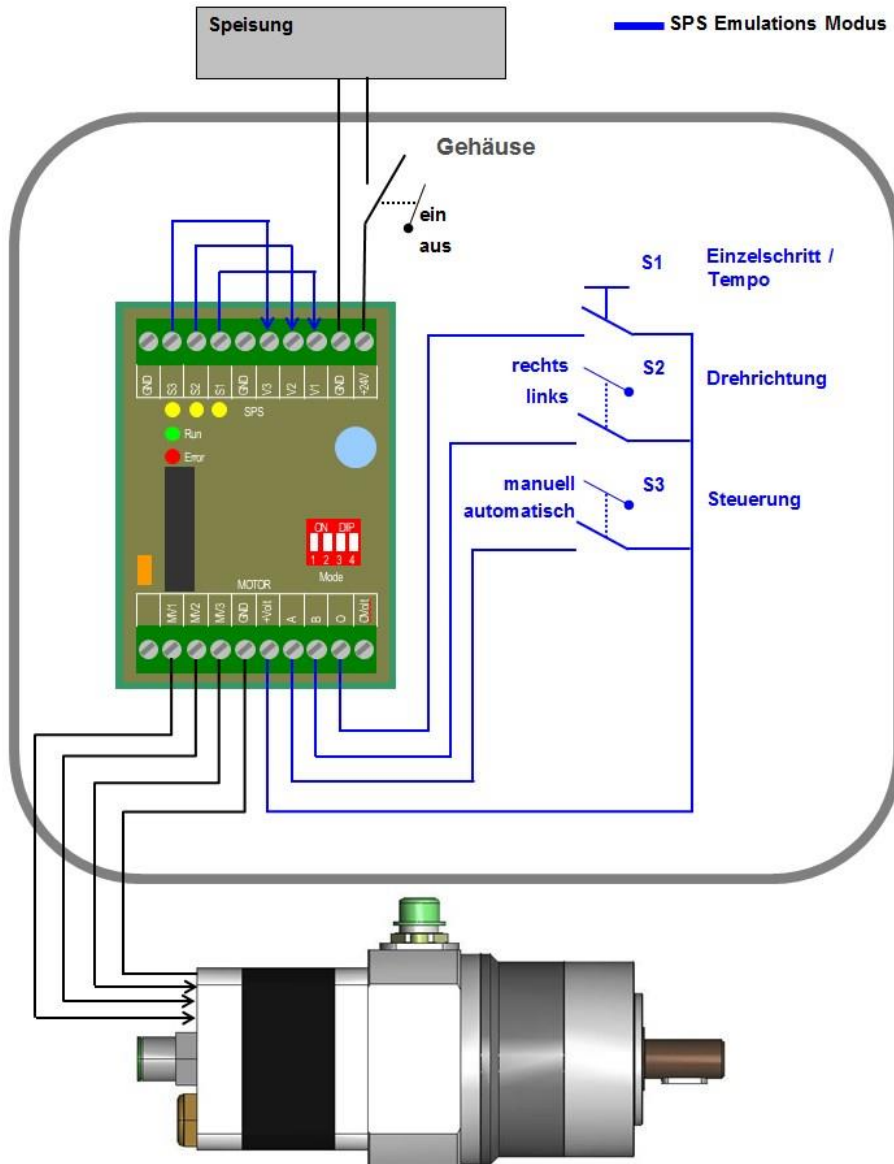 Speisung
SPS Emulations Modus
Gehäuse
ein
aus
S1
Einzelschritt /
Tempo
rechts
links
S2
Drehrichtung
manuell
automatisch
S3
Steuerung
GND
S3
S2
S1
GND
V3
V2
V1
GND
+24V
SPS
Run
Error
ON DIP
1 2 3 4
Mode
MOTOR
MV1
MV2
MV3
GND
+Volt
A
B
O